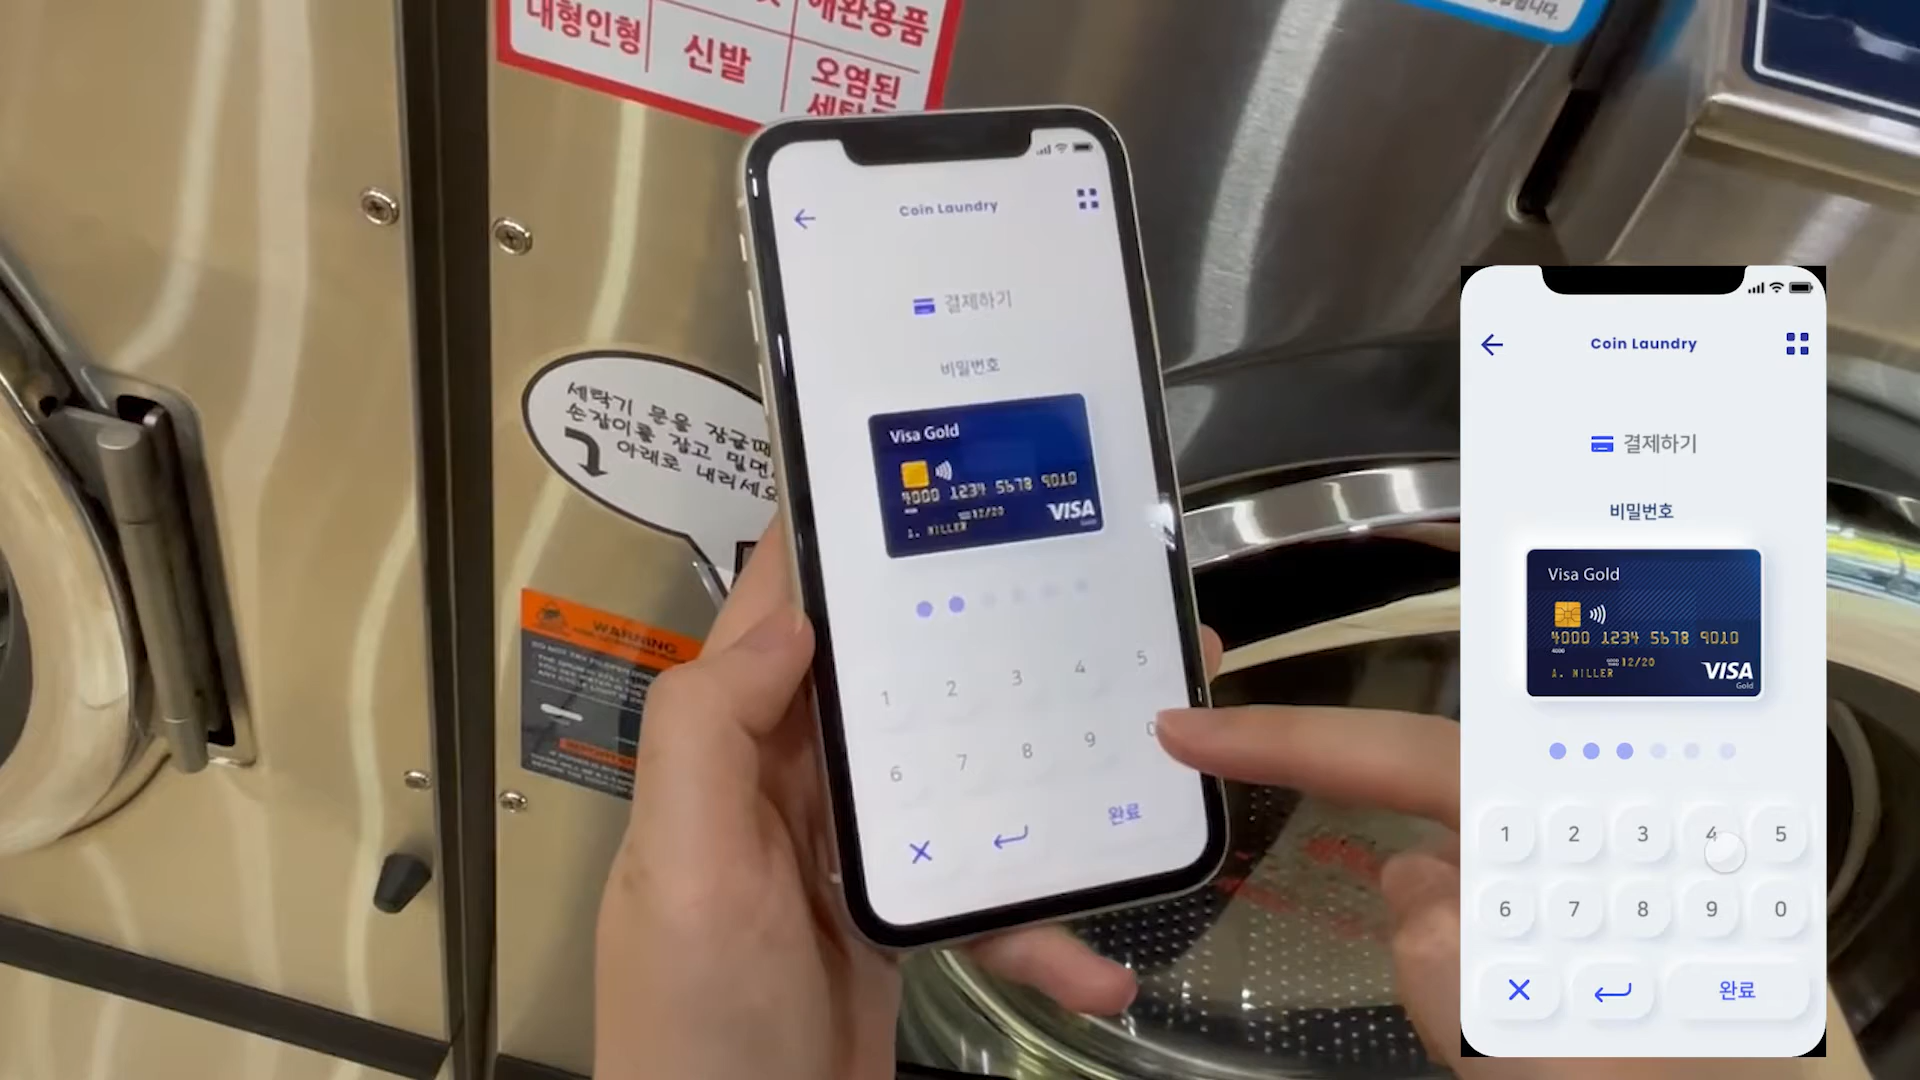 대형인형
신발
애완용품
오염된
세탁기 문을 잠굴때
손잡이를 잡고 밀면서
아래로 내리세요
WARNING
Coin Laundry
결제하기
비밀번호
Visa Gold
4000 1234 5678 9010
12/20
A. MILLER
VISA
1 2 3 4 5
6 7 8 9 0
완료
Coin Laundry
결제하기
비밀번호
Visa Gold
4000 1234 5678 9010
4000
12/20
A. MILLER
VISA
Gold
1 2 3 4 5
6 7 8 9 0
완료